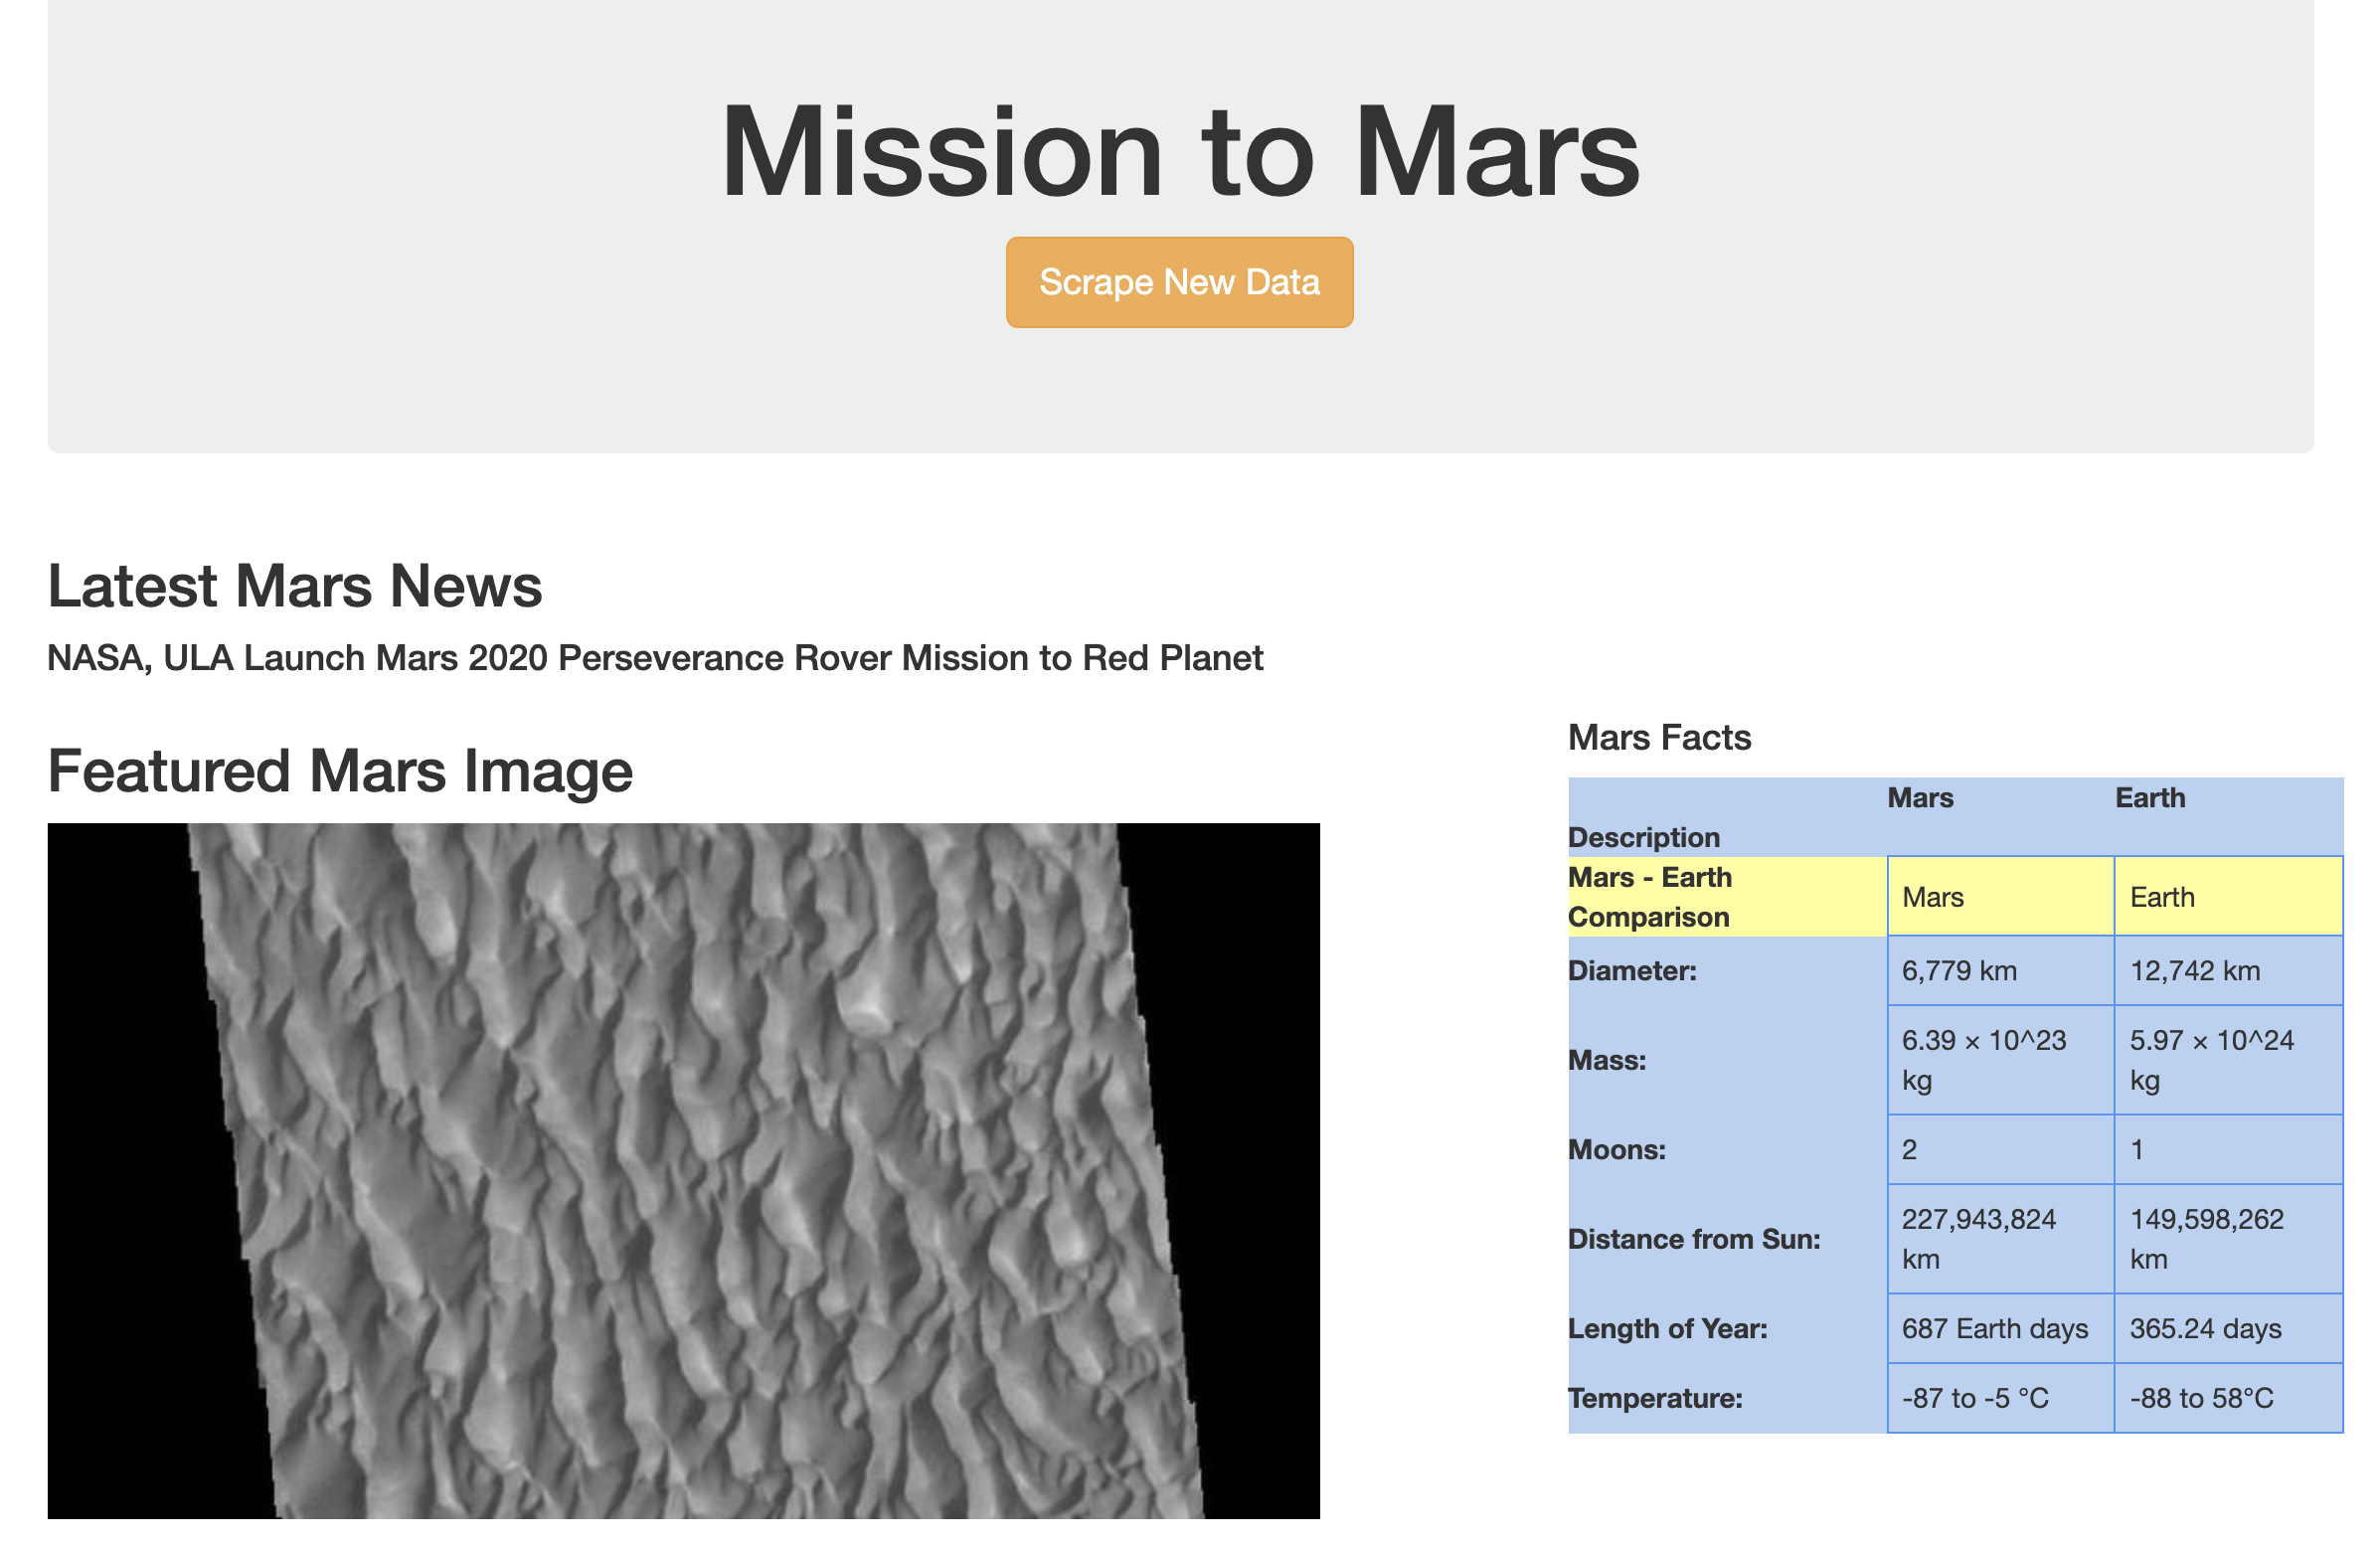 Mission to Mars
Scrape New Data
Latest Mars News
NASA, ULA Launch Mars 2020 Perseverance Rover Mission to Red Planet
Featured Mars Image
Mars Facts
Mars Earth
Description
Mars - Earth
Comparison Mars Earth
Diameter: 6,779 km 12,742 km
Mass: 6.39 × 10^23 kg 5.97 × 10^24 kg
Moons: 2 1
Distance from Sun: 227,943,824 km 149,598,262 km
Length of Year: 687 Earth days 365.24 days
Temperature: -87 to -5 °C -88 to 58°C